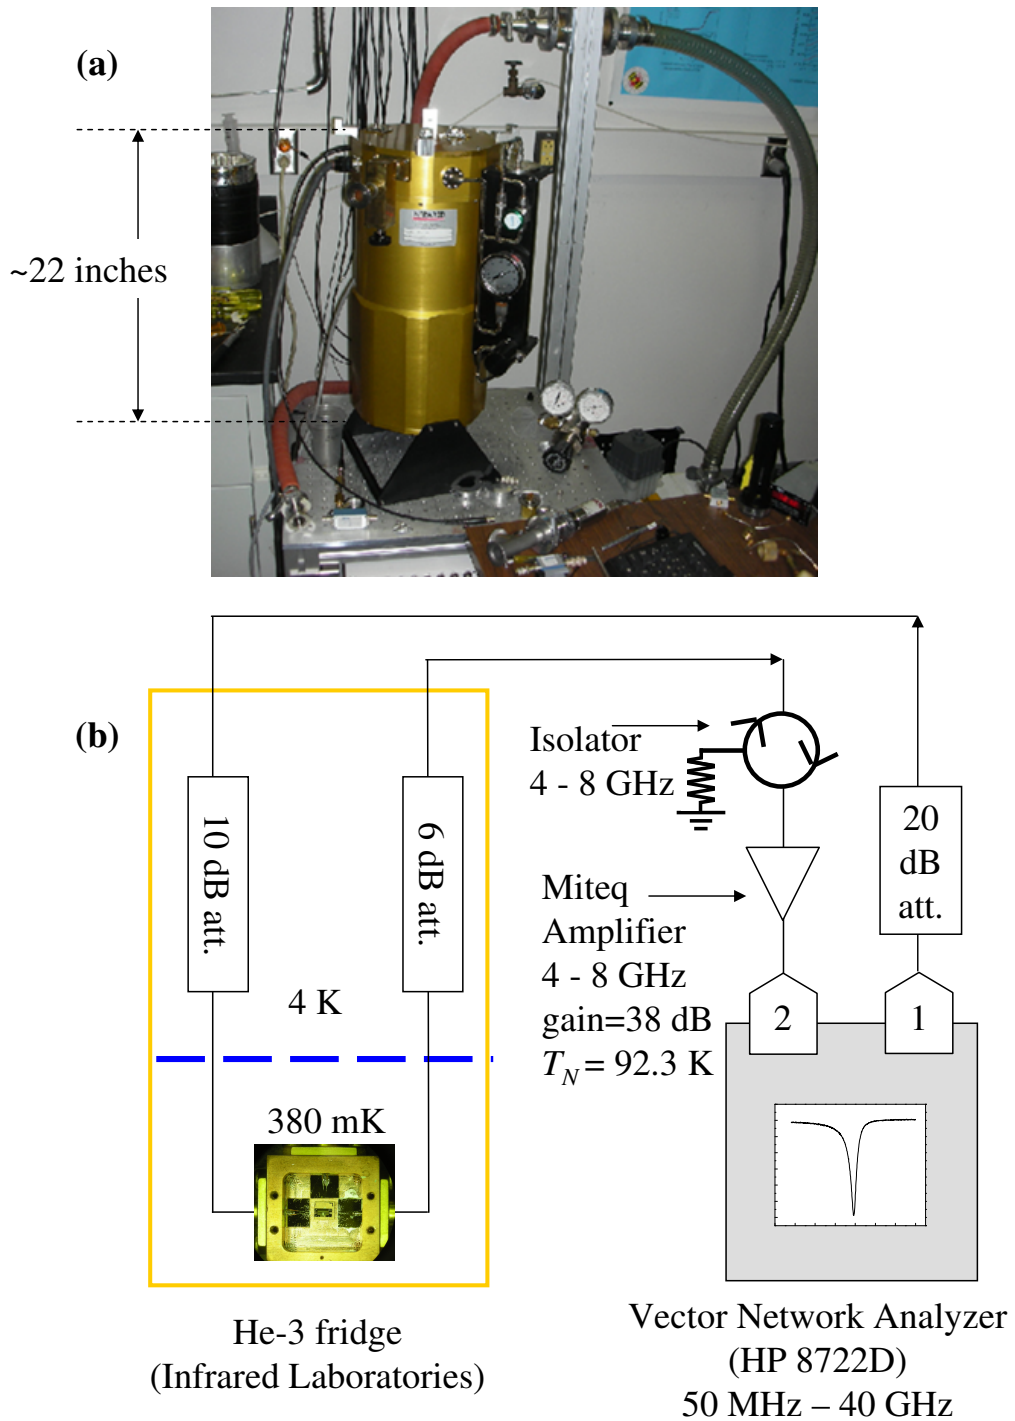 (a)
~22 inches
(b)
Isolator
4 - 8 GHz
10 dB att.
6 dB att.
20
dB
att.
Miteq
Amplifier
4 - 8 GHz
gain=38 dB
T_N = 92.3 K
4 K
2
1
380 mK
He-3 fridge
(Infrared Laboratories)
Vector Network Analyzer
(HP 8722D)
50 MHz – 40 GHz